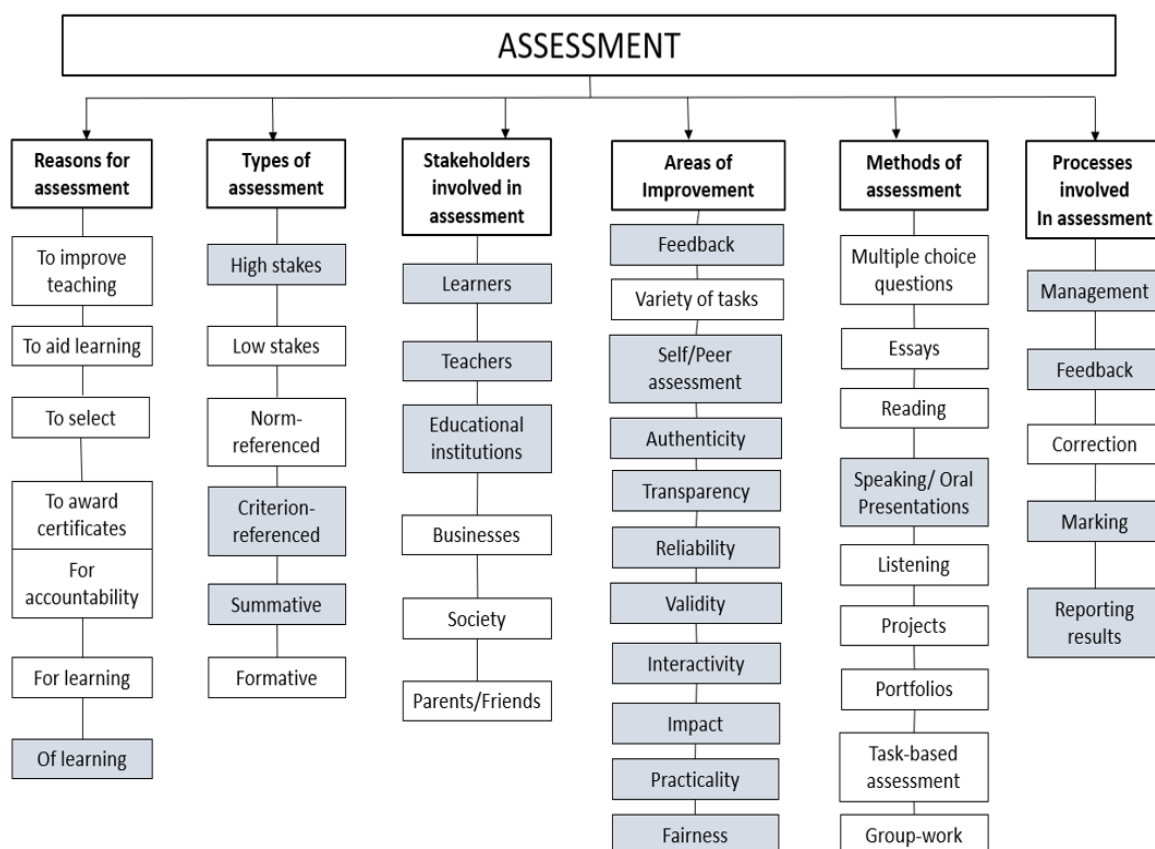 ASSESSMENT
Reasons for
assessment
To improve
teaching
To aid learning
To select
To award
certificates
For
accountability
For learning
Of learning
Types of
assessment
High stakes
Low stakes
Norm-
referenced
Criterion-
referenced
Summative
Formative
Stakeholders
involved in
assessment
Learners
Teachers
Educational
institutions
Businesses
Society
Parents/Friends
Areas of
Improvement
Feedback
Variety of tasks
Self/Peer
assessment
Authenticity
Transparency
Reliability
Validity
Interactivity
Impact
Practicality
Fairness
Methods of
assessment
Multiple choice
questions
Essays
Reading
Speaking/ Oral
Presentations
Listening
Projects
Portfolios
Task-based
assessment
Group-work
Processes
involved
In assessment
Management
Feedback
Correction
Marking
Reporting
results